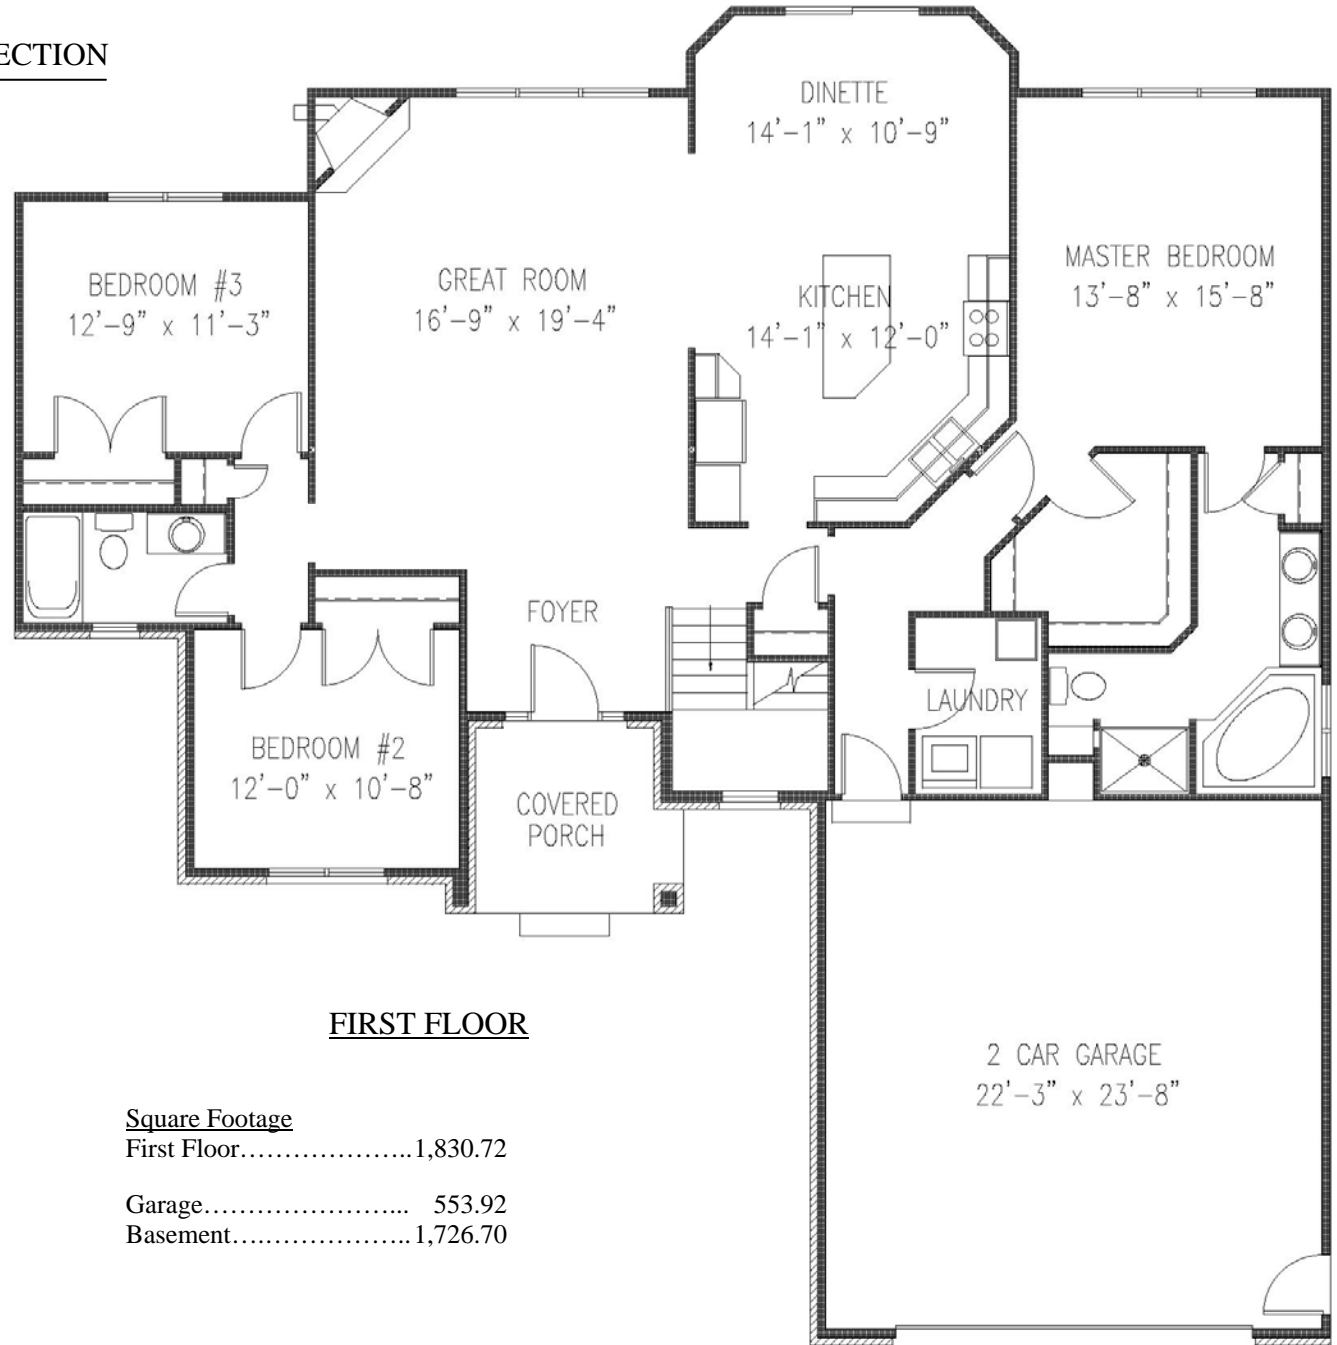 ECTION
DINETTE
14'-1" x 10'-9"
MASTER BEDROOM
13'-8" x 15'-8"
BEDROOM #3
12'-9" x 11'-3"
GREAT ROOM
16'-9" x 19'-4"
KITCHEN
14'-1" x 12'-0"
FOYER
LAUNDRY
BEDROOM #2
12'-0" x 10'-8"
COVERED
PORCH
FIRST FLOOR
2 CAR GARAGE
22'-3" x 23'-8"
Square Footage
First Floor………………..1,830.72
Garage…………………... 553.92
Basement….……………..1,726.70